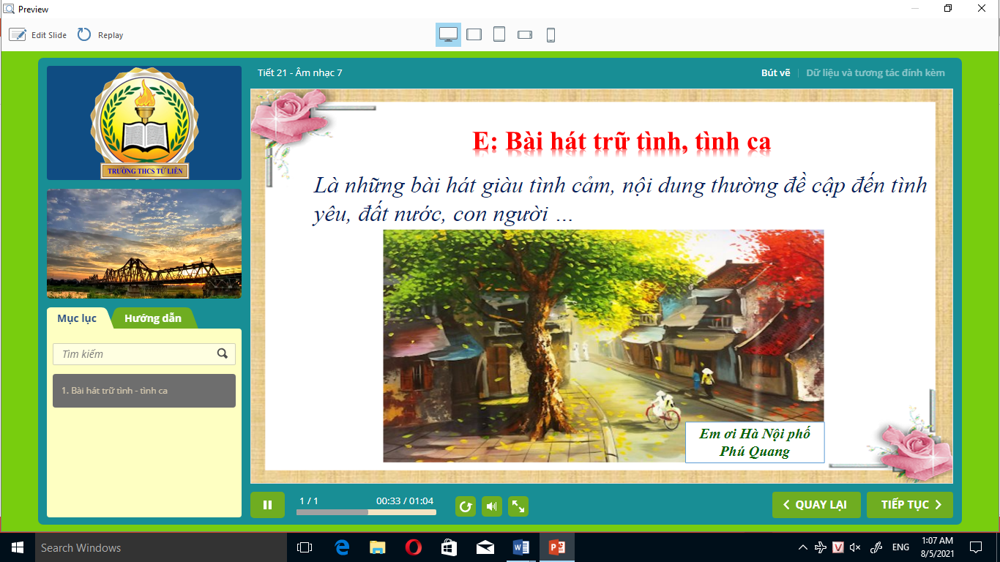 Preview
Edit Slide
Replay
TRƯỜNG THCS TỨ LIÊN
Tiết 21 - Âm nhạc 7
Bút vẽ | Dữ liệu và tương tác đính kèm
E: Bài hát trữ tình, tình ca
Là những bài hát giàu tình cảm, nội dung thường đề cập đến tình
yêu, đất nước, con người ...
Em ơi Hà Nội phố
Phú Quang
Mục lục
Hướng dẫn
Tìm kiếm
1. Bài hát trữ tình - tình ca
1 / 1
00:33 / 01:04
QUAY LẠI
TIẾP TỤC
Search Windows
ENG
1:07 AM
8/5/2021